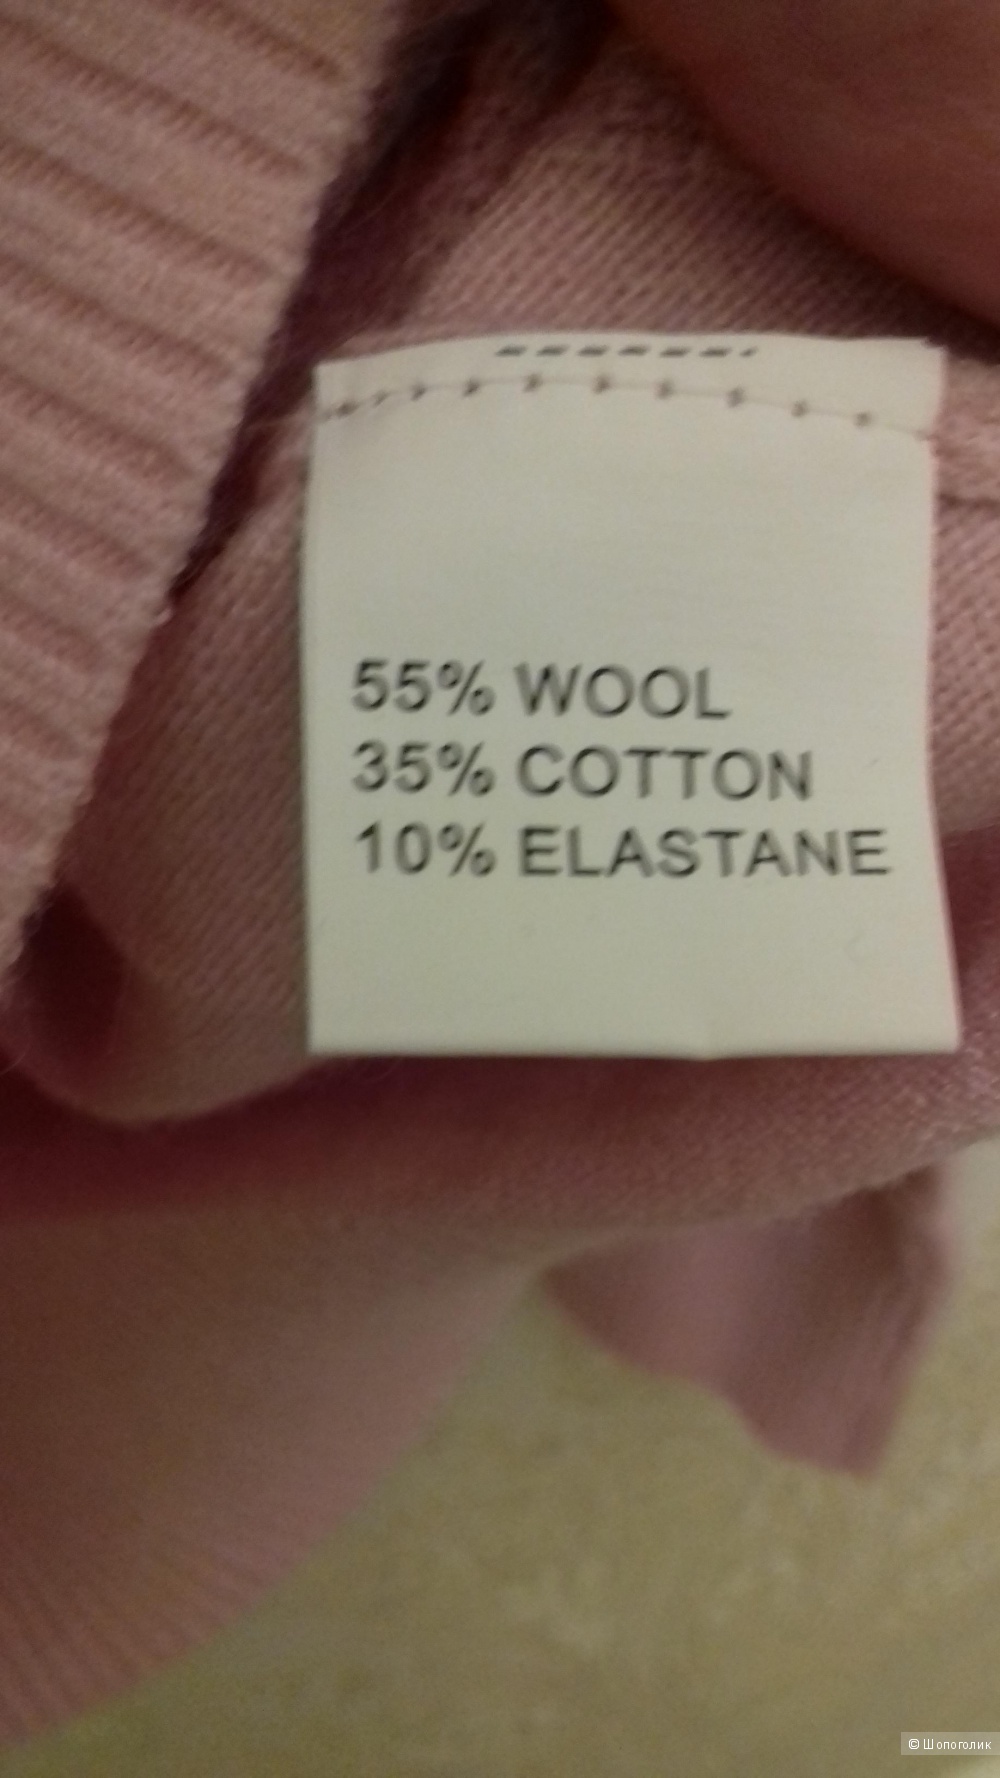 55% WOOL
35% COTTON
10% ELASTANE
© Шопоголик